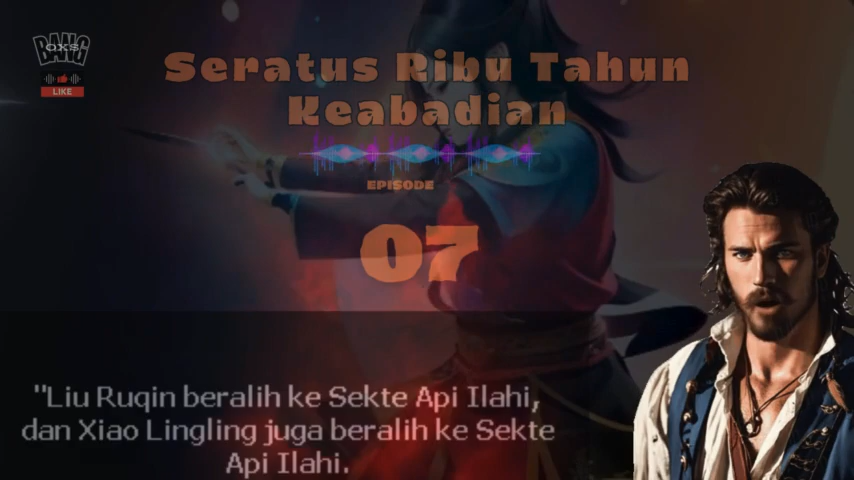 BANG
OXS
LIKE
Seratus Ribu Tahun
Keabadian
EPISODE
07
"Liu Ruqin beralih ke Sekte Api Ilahi,
dan Xiao Lingling juga beralih ke Sekte
Api Ilahi.